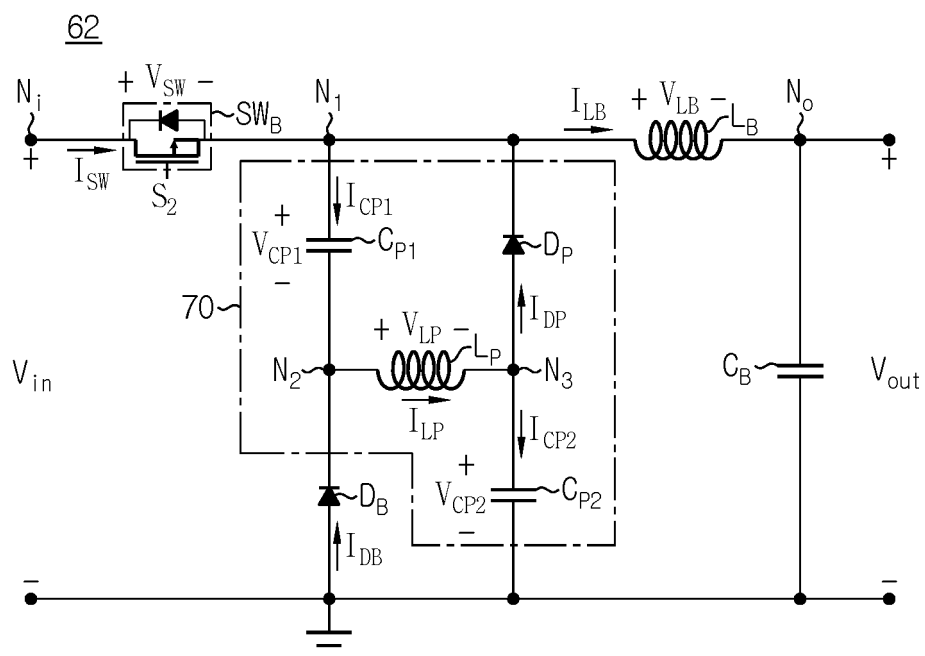 62
+ V_SW -
N_i
SW_B
N_1
I_LB
+ V_LB -
L_B
N_o
+
I_SW
S_2
+
I_CP1
+
V_CP1
-
C_P1
D_P
70
I_DP
+ V_LP -
L_P
N_2
N_3
I_LP
V_in
C_B
V_out
I_CP2
+
V_CP2
-
C_P2
D_B
I_DB
-
-